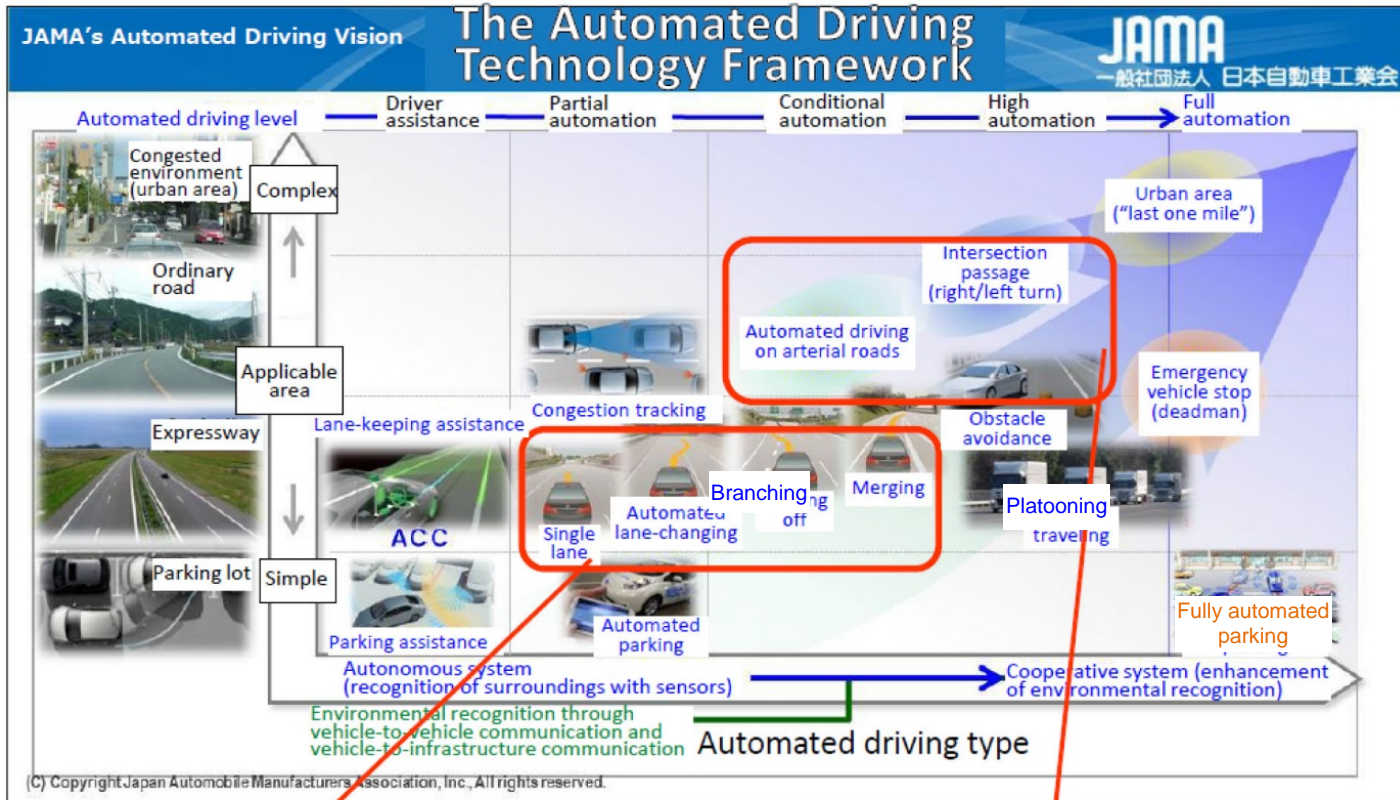 JAMA's Automated Driving Vision
The Automated Driving
Technology Framework
JAMA
一般社団法人 日本自動車工業会
Automated driving level
Driver
assistance
Partial
automation
Conditional
automation
High
automation
Full
automation
Congested
environment
(urban area)
Complex
Urban area
("last one mile")
Ordinary
road
Intersection
passage
(right/left turn)
Automated driving
on arterial roads
Applicable
area
Emergency
vehicle stop
(deadman)
Expressway
Lane-keeping assistance
Congestion tracking
Obstacle
avoidance
ACC
Single
lane
Automated
lane-changing
Branching
off
Merging
Platooning
traveling
Parking lot
Simple
Parking assistance
Automated
parking
Fully automated
parking
Autonomous system
(recognition of surroundings with sensors)
Cooperative system (enhancement
of environmental recognition)
Environmental recognition through
vehicle-to-vehicle communication and
vehicle-to-infrastructure communication
Automated driving type
(C) Copyright Japan Automobile Manufacturers Association, Inc., All rights reserved.